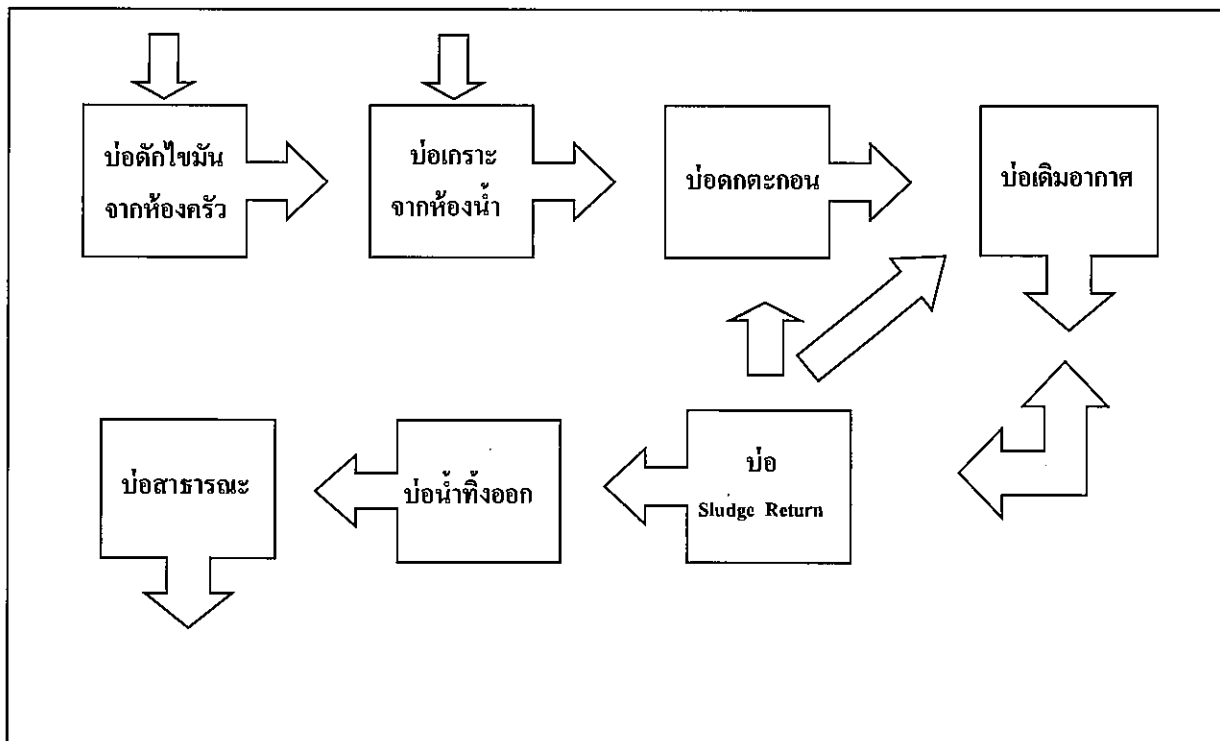 บ่อดักไขมัน
จากห้องครัว
บ่อเกราะ
จากห้องน้ำ
บ่อตกตะกอน
บ่อเติมอากาศ
บ่อสาธารณะ
บ่อน้ำทิ้งออก
บ่อ
Sludge Return